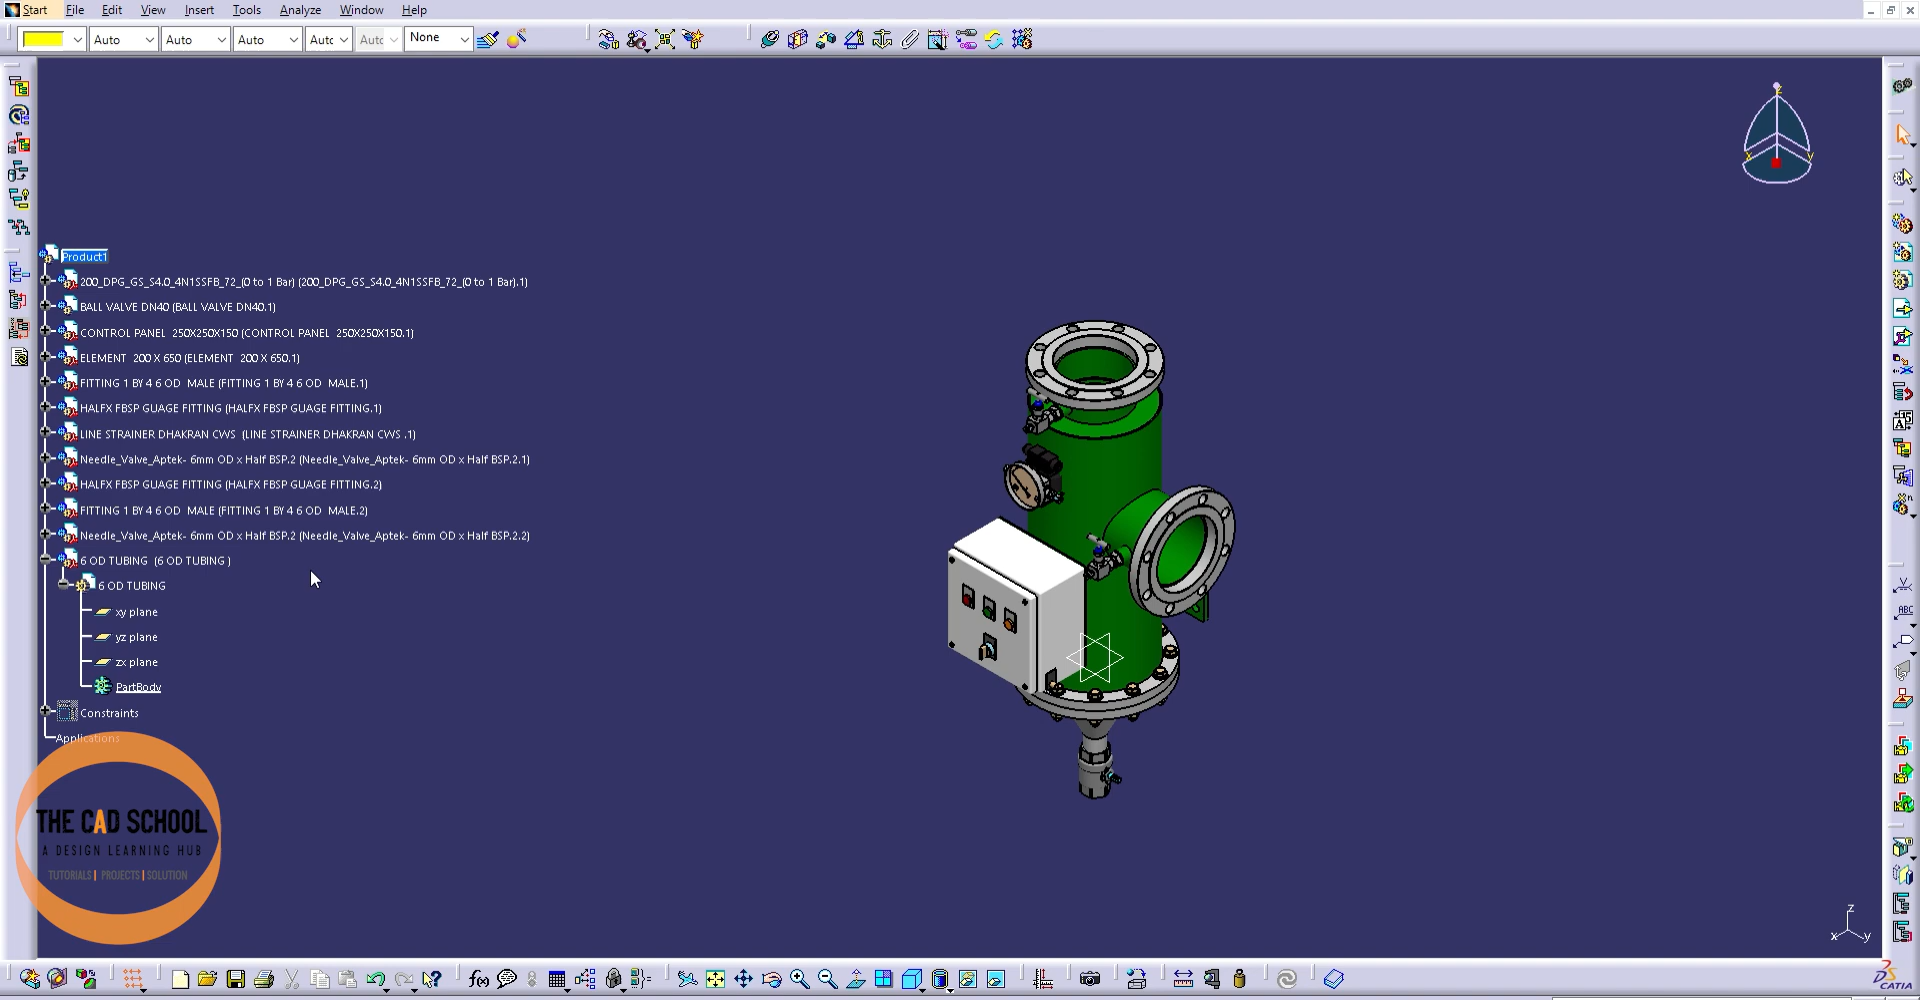 Start File Edit View Insert Tools Analyze Window Help
Auto Auto Auto Auto Auto None
Product1
200_DPG_GS_S4.0_4N1SSFB_72_(0 to 1 Bar) (200_DPG_GS_S4.0_4N1SSFB_72_(0 to 1 Bar).1)
BALL VALVE DN40 (BALL VALVE DN40.1)
CONTROL PANEL  250X250X150 (CONTROL PANEL  250X250X150.1)
ELEMENT  200 X 650 (ELEMENT  200 X 650.1)
FITTING 1 BY 4 6 OD  MALE (FITTING 1 BY 4 6 OD  MALE.1)
HALFX FBSP GUAGE FITTING (HALFX FBSP GUAGE FITTING.1)
LINE STRAINER DHAKRAN CWS  (LINE STRAINER DHAKRAN CWS .1)
Needle_Valve_Aptek- 6mm OD x Half BSP.2 (Needle_Valve_Aptek- 6mm OD x Half BSP.2.1)
HALFX FBSP GUAGE FITTING (HALFX FBSP GUAGE FITTING.2)
FITTING 1 BY 4 6 OD  MALE (FITTING 1 BY 4 6 OD  MALE.2)
Needle_Valve_Aptek- 6mm OD x Half BSP.2 (Needle_Valve_Aptek- 6mm OD x Half BSP.2.2)
6 OD TUBING  (6 OD TUBING )
6 OD TUBING
xy plane
yz plane
zx plane
PartBody
Constraints
Applications
THE CAD SCHOOL
A DESIGN LEARNING HUB
TUTORIALS | PROJECTS | SOLUTION
z
x y
z
x y
ABC
f(x)
CATIA